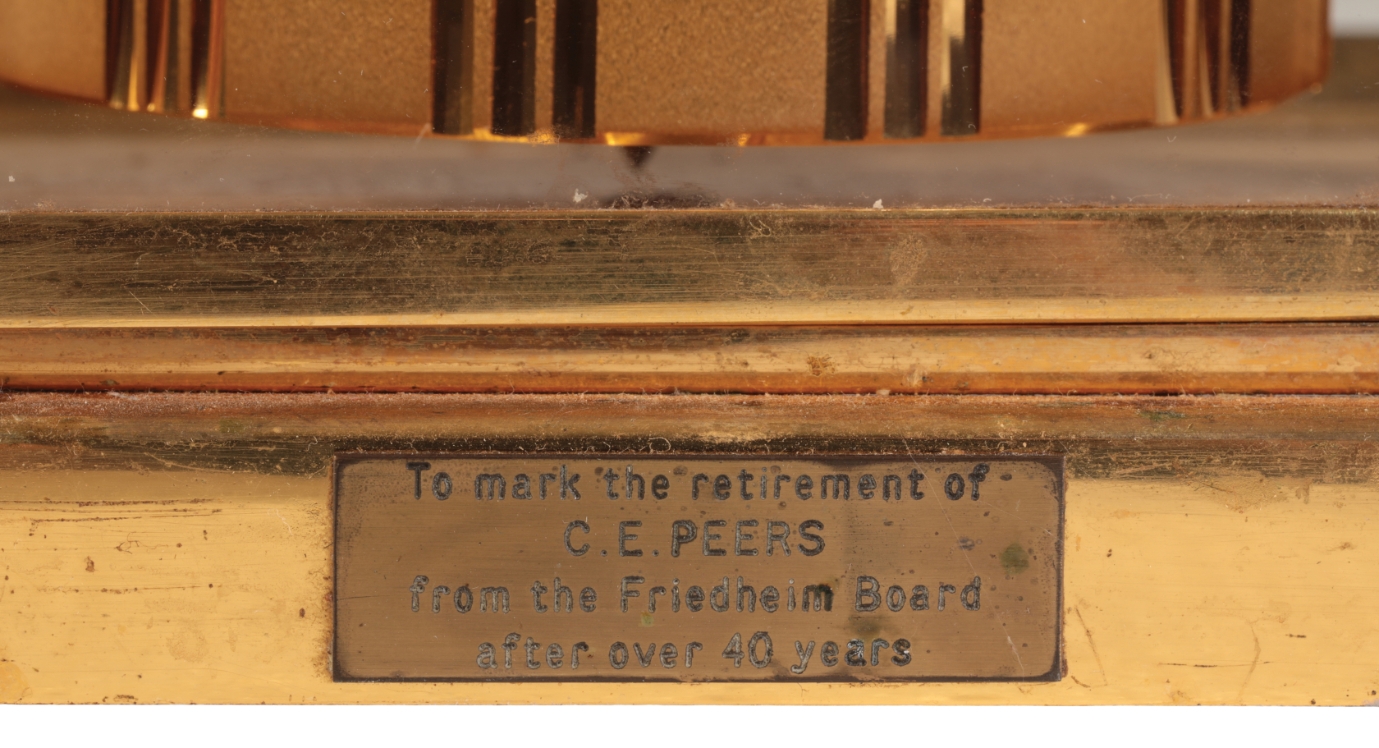 To mark the retirement of
C.E.PEERS
from the Friedheim Board
after over 40 years